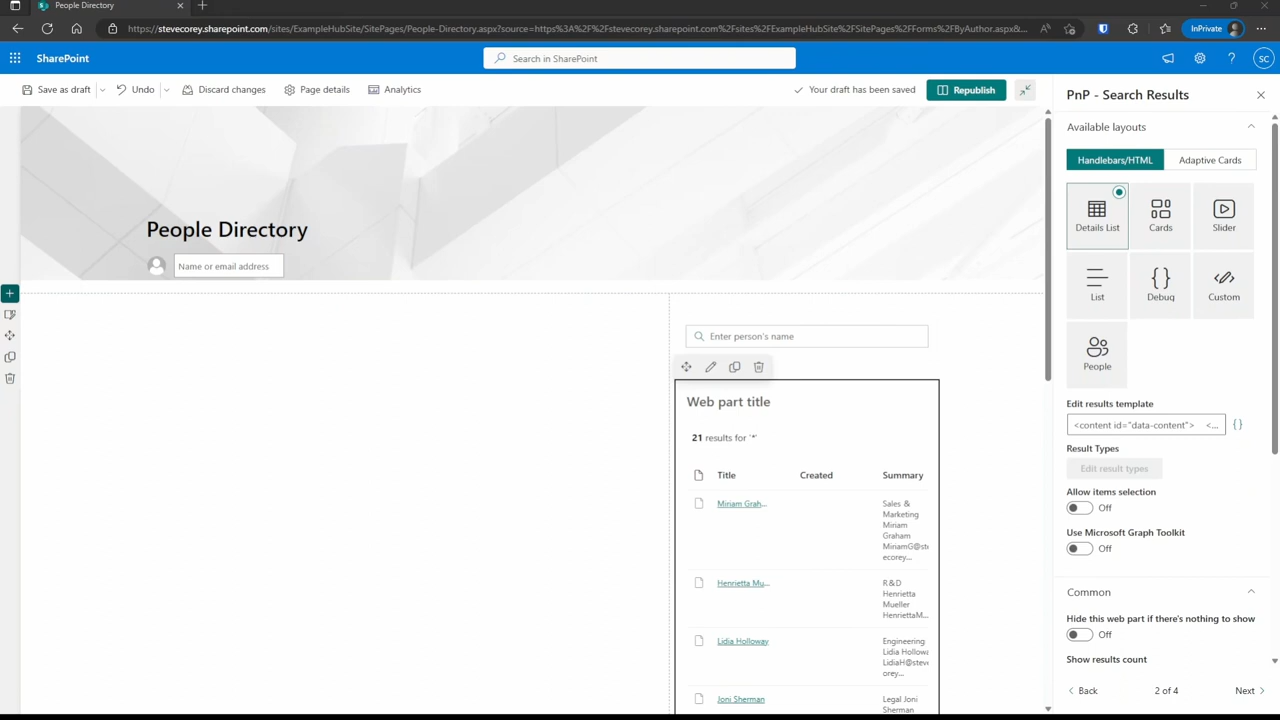 People Directory
https://stevecorey.sharepoint.com/sites/ExampleHubSite/SitePages/People-Directory.aspx?source=https%3A%2F%2Fstevecorey.sharepoint.com%2Fsites%2FExampleHubSite%2FSitePages%2FForms%2FByAuthor.aspx&...
InPrivate
SharePoint
Search in SharePoint
SC
Save as draft
Undo
Discard changes
Page details
Analytics
Your draft has been saved
Republish
People Directory
Name or email address
Enter person's name
Web part title
21 results for '*'
Title Created Summary
Miriam Grah...
Sales &
Marketing
Miriam
Graham
MiriamG@ste
ecorey...
Henrietta Mu...
R&D
Henrietta
Mueller
HenriettaM...
Lidia Holloway
Engineering
Lidia Hollowa
LidiaH@steve
orey...
Joni Sherman
Legal Joni
Sherman
PnP - Search Results
Available layouts
Handlebars/HTML
Adaptive Cards
Details List
Cards
Slider
List
Debug
Custom
People
Edit results template
<content id="data-content"> <...
{}
Result Types
Edit result types
Allow items selection
Off
Use Microsoft Graph Toolkit
Off
Common
Hide this web part if there's nothing to show
Off
Show results count
Back
2 of 4
Next